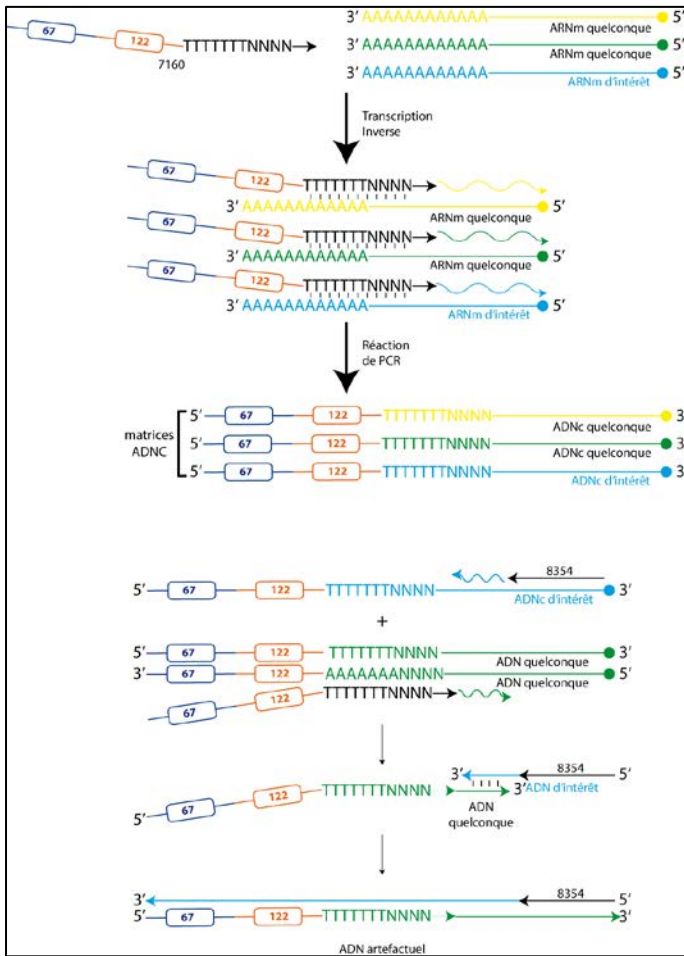 67 122 TTTTTTTNNNN
7160
3' AAAAAAAAAAAA 5'
ARNm quelconque
3' AAAAAAAAAAAA 5'
ARNm quelconque
3' AAAAAAAAAAAA 5'
ARNm d'intérêt
Transcription
Inverse
67 122 TTTTTTTNNNN
3' AAAAAAAAAAAA 5'
ARNm quelconque
67 122 TTTTTTTNNNN
3' AAAAAAAAAAAA 5'
ARNm quelconque
67 122 TTTTTTTNNNN
3' AAAAAAAAAAAA 5'
ARNm d'intérêt
Réaction
de PCR
matrices
ADNC
5' 67 122 TTTTTTTNNNN 3'
ADNc quelconque
5' 67 122 TTTTTTTNNNN 3'
ADNc quelconque
5' 67 122 TTTTTTTNNNN 3'
ADNc d'intérêt
8354
5' 67 122 TTTTTTTNNNN 3'
ADNc d'intérêt
+
5' 67 122 TTTTTTTNNNN 3'
ADN quelconque
3' 67 122 AAAAAAANNNN 5'
ADN quelconque
67 122 TTTTTTTNNNN
3' 8354 5'
5' 67 122 TTTTTTTNNNN 3' ADN d'intérêt
ADN
quelconque
3' 8354 5'
5' 67 122 TTTTTTTNNNN 3'
ADN artefactuel